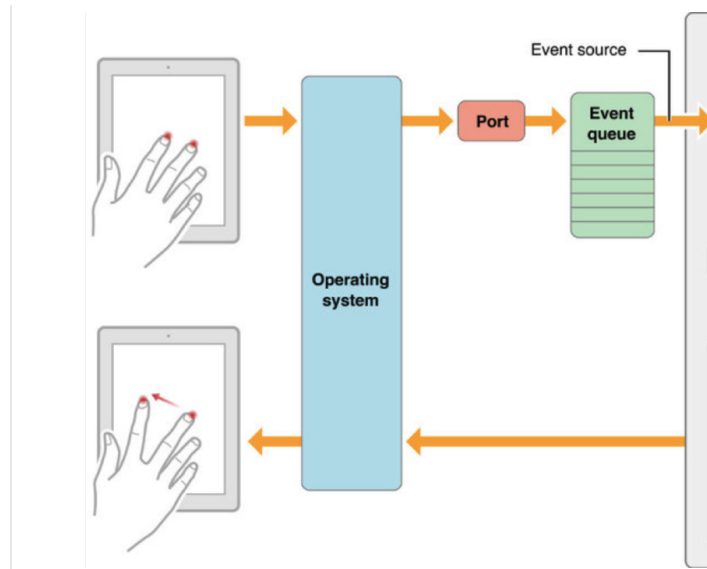 Event source
Port
Event
queue
Operating
system